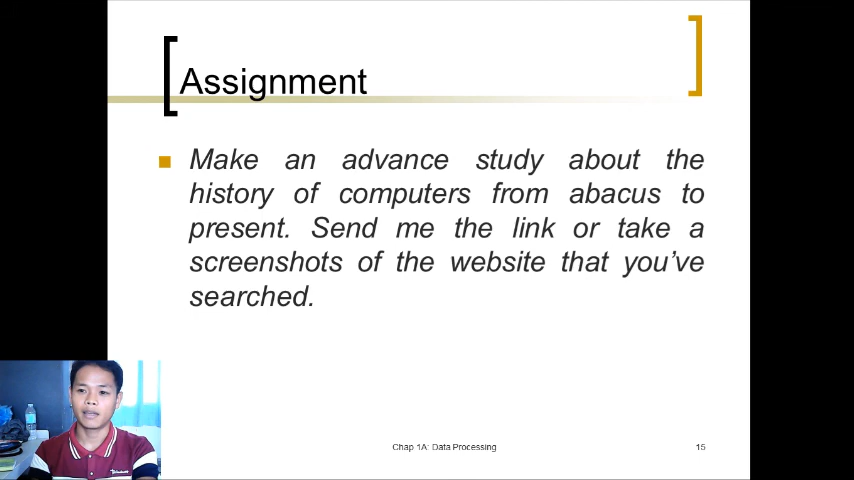 Assignment
Make an advance study about the
history of computers from abacus to
present. Send me the link or take a
screenshots of the website that you've
searched.
Chap 1A: Data Processing
15